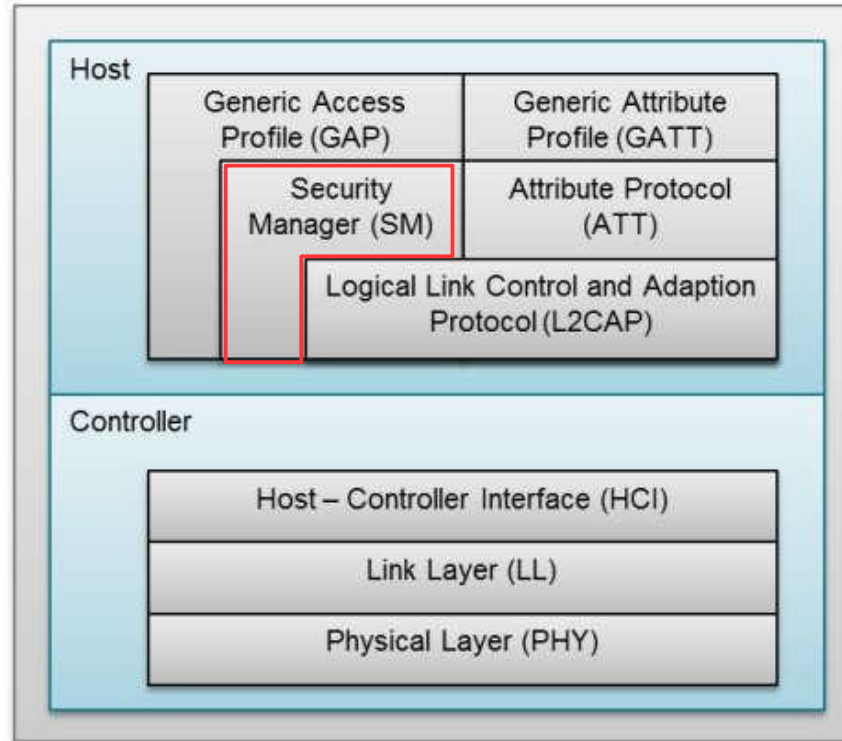 Host
Generic Access
Profile (GAP)
Generic Attribute
Profile (GATT)
Security
Manager (SM)
Attribute Protocol
(ATT)
Logical Link Control and Adaption
Protocol (L2CAP)
Controller
Host – Controller Interface (HCI)
Link Layer (LL)
Physical Layer (PHY)